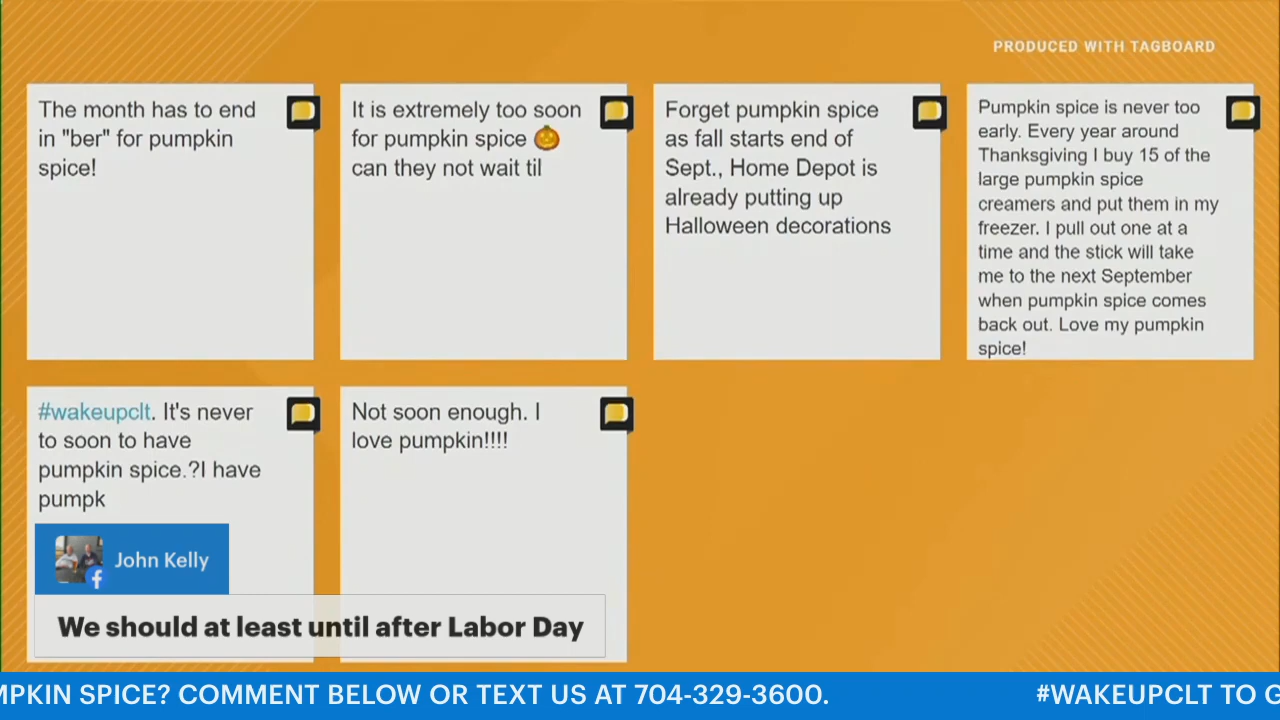 PRODUCED WITH TAGBOARD
The month has to end
in "ber" for pumpkin
spice!
It is extremely too soon
for pumpkin spice 🎃
can they not wait til
Forget pumpkin spice
as fall starts end of
Sept., Home Depot is
already putting up
Halloween decorations
Pumpkin spice is never too
early. Every year around
Thanksgiving I buy 15 of the
large pumpkin spice
creamers and put them in my
freezer. I pull out one at a
time and the stick will take
me to the next September
when pumpkin spice comes
back out. Love my pumpkin
spice!
#wakeupclt. It's never
to soon to have
pumpkin spice.?I have
pumpk
Not soon enough. I
love pumpkin!!!!
John Kelly
We should at least until after Labor Day
MPKIN SPICE? COMMENT BELOW OR TEXT US AT 704-329-3600. #WAKEUPCLT TO G